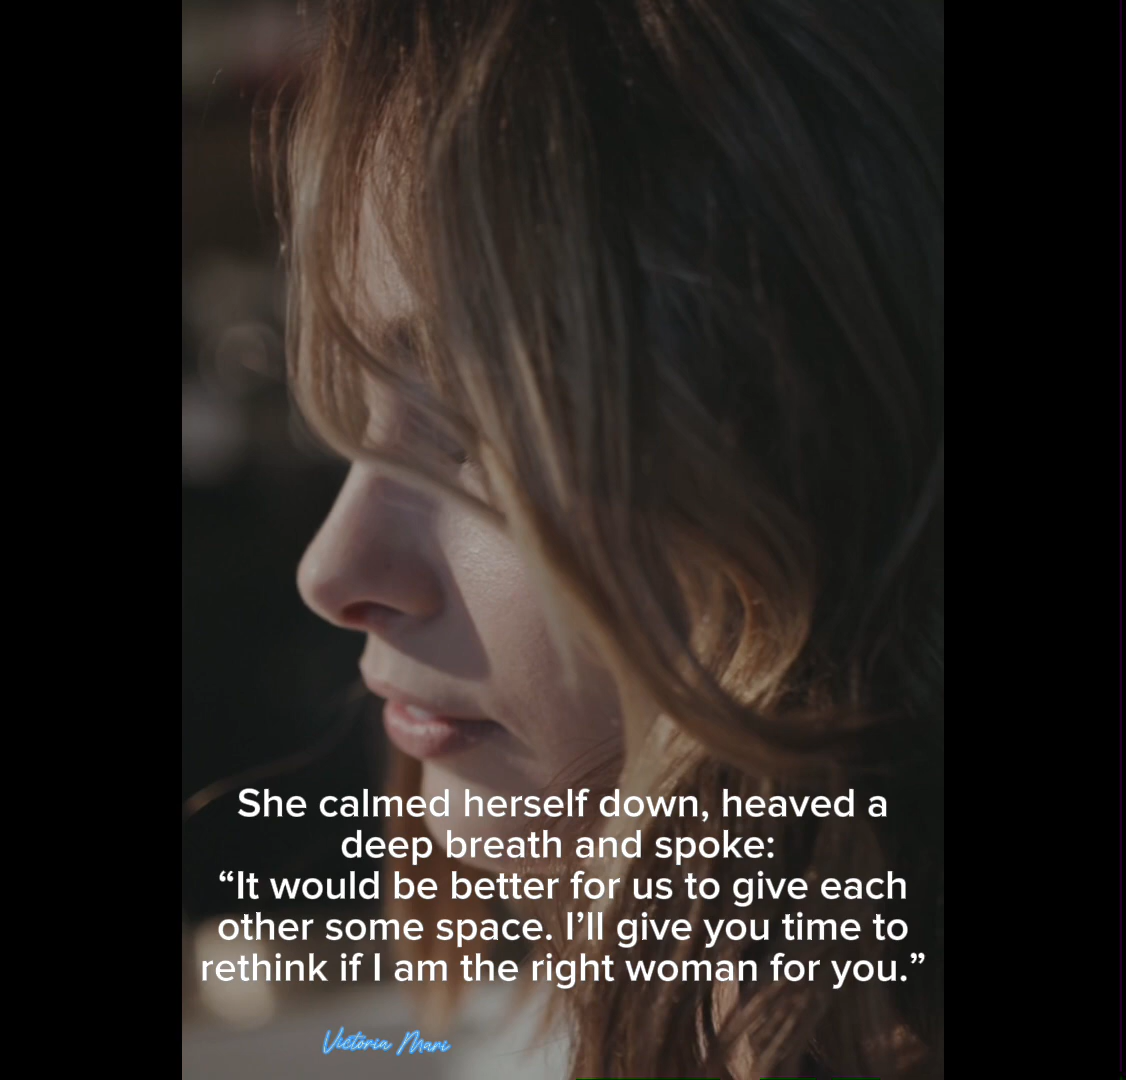 She calmed herself down, heaved a
deep breath and spoke:
“It would be better for us to give each
other some space. I’ll give you time to
rethink if I am the right woman for you.”
Victoria Mari